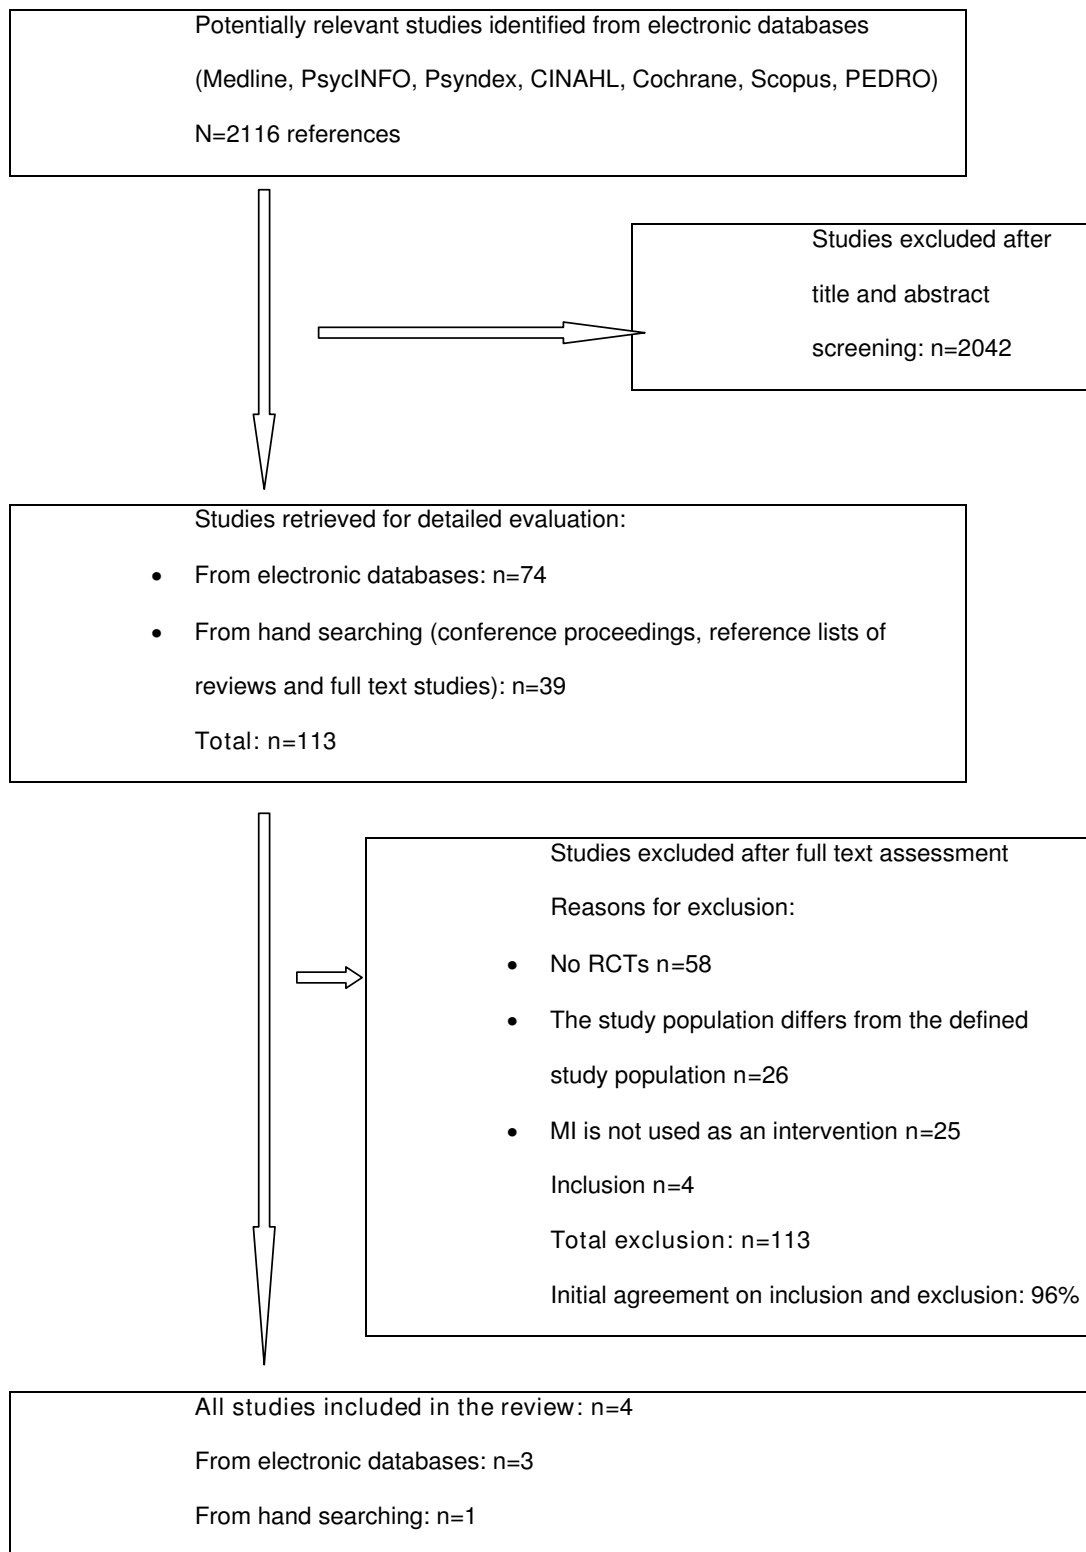 Potentially relevant studies identified from electronic databases
(Medline, PsycINFO, Psyndex, CINAHL, Cochrane, Scopus, PEDRO)
N=2116 references
Studies excluded after
title and abstract
screening: n=2042
Studies retrieved for detailed evaluation:
• From electronic databases: n=74
• From hand searching (conference proceedings, reference lists of
reviews and full text studies): n=39
Total: n=113
Studies excluded after full text assessment
Reasons for exclusion:
• No RCTs n=58
• The study population differs from the defined
study population n=26
• MI is not used as an intervention n=25
Inclusion n=4
Total exclusion: n=113
Initial agreement on inclusion and exclusion: 96%
All studies included in the review: n=4
From electronic databases: n=3
From hand searching: n=1